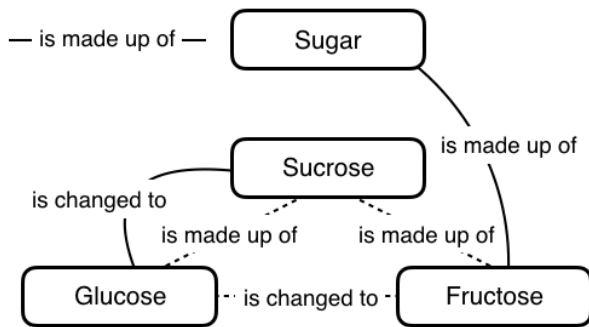 is made up of
Sugar
is made up of
Sucrose
is changed to
is made up of
is made up of
Glucose
is changed to
Fructose